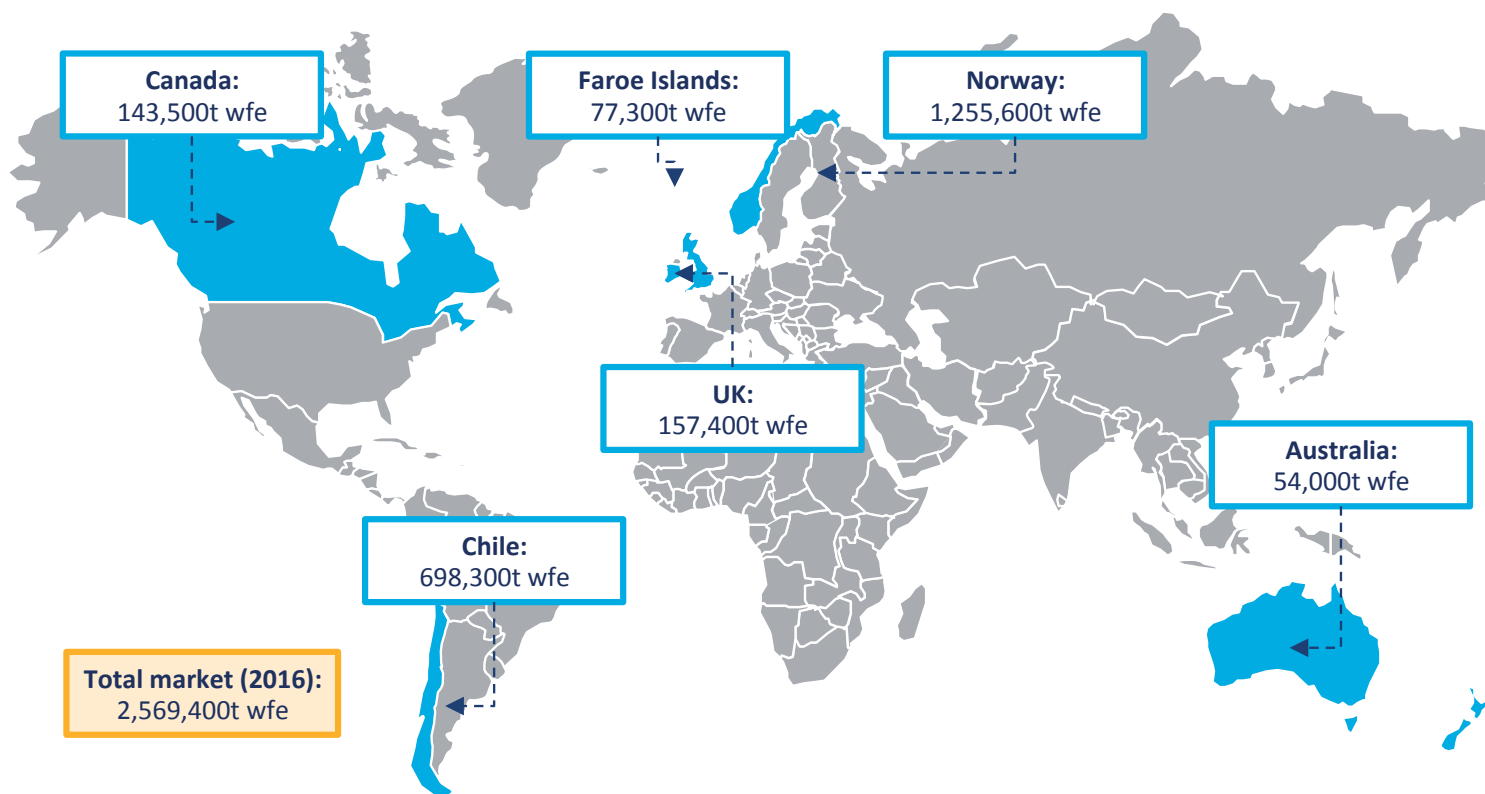 Canada:
143,500t wfe
Faroe Islands:
77,300t wfe
Norway:
1,255,600t wfe
UK:
157,400t wfe
Australia:
54,000t wfe
Chile:
698,300t wfe
Total market (2016):
2,569,400t wfe